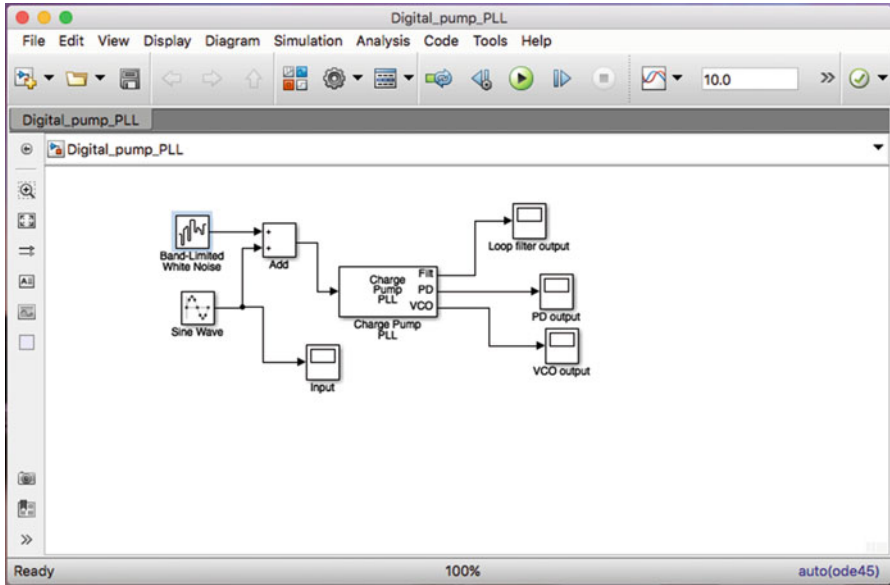 Digital_pump_PLL
File Edit View Display Diagram Simulation Analysis Code Tools Help
10.0
Digital_pump_PLL
Digital_pump_PLL
Band-Limited
White Noise
Add
Sine Wave
Input
Charge
Pump
PLL
Filt
PD
VCO
Charge Pump
PLL
Loop filter output
PD output
VCO output
Ready
100%
auto(ode45)